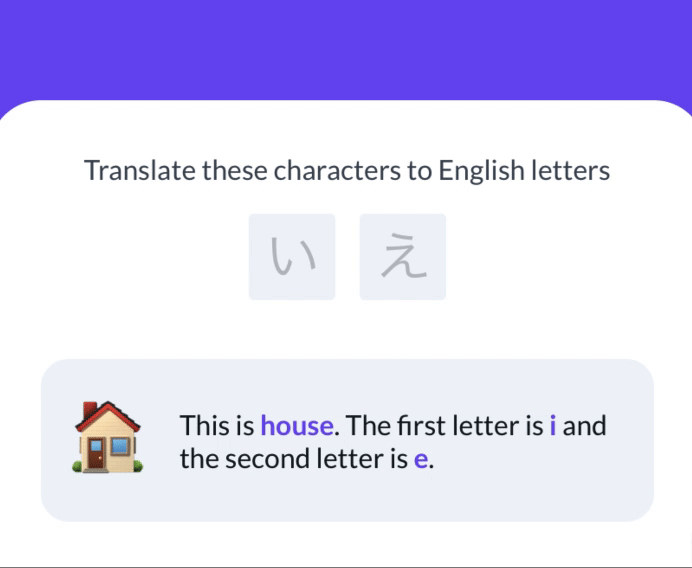 Translate these characters to English letters
い え
This is house. The first letter is i and
the second letter is e.